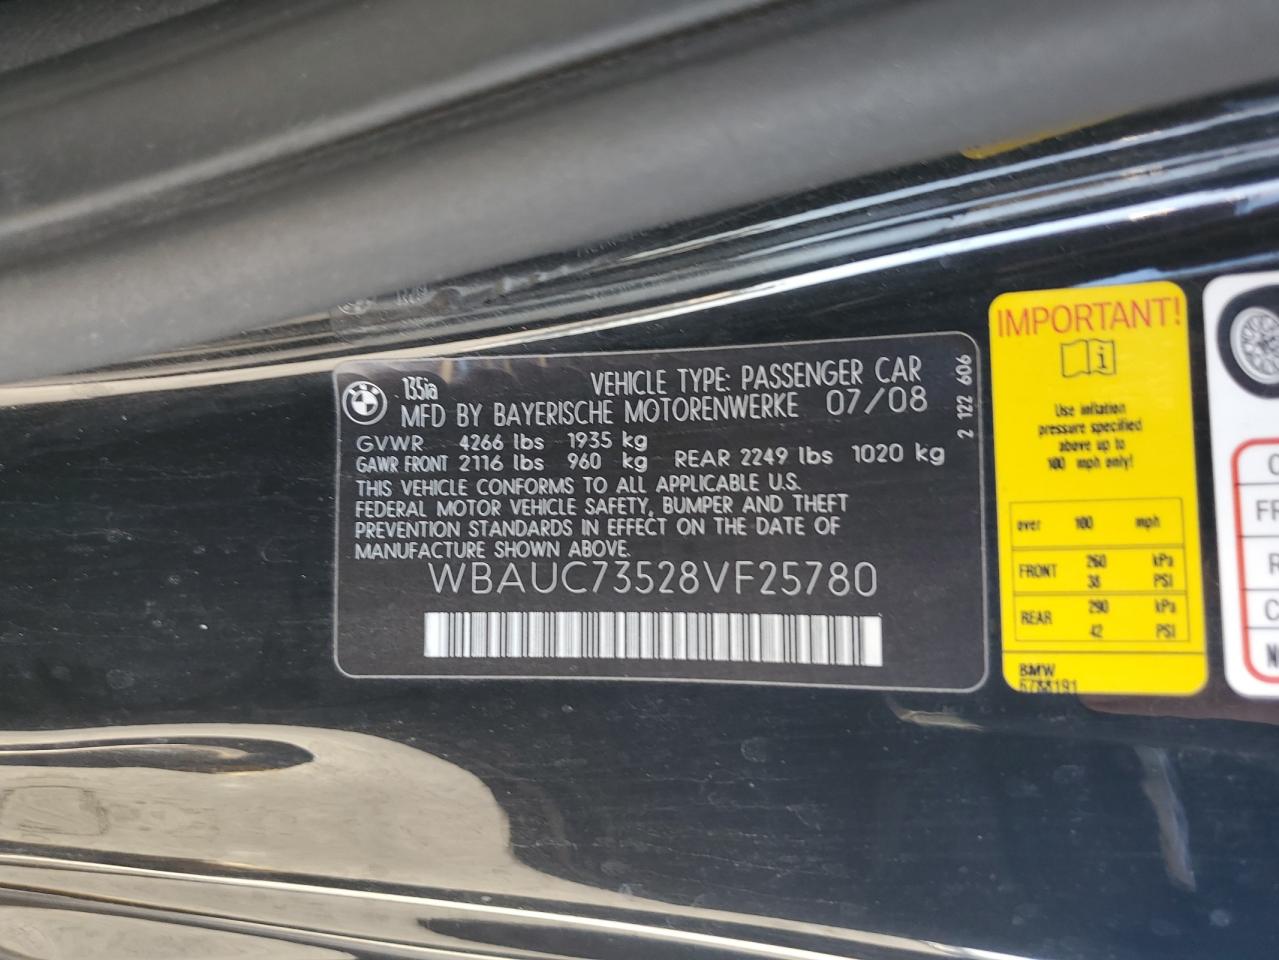 BMW
135ia
VEHICLE TYPE: PASSENGER CAR
MFD BY BAYERISCHE MOTORENWERKE 07/08
GVWR 4266 lbs 1935 kg
GAWR FRONT 2116 lbs 960 kg REAR 2249 lbs 1020 kg
THIS VEHICLE CONFORMS TO ALL APPLICABLE U.S.
FEDERAL MOTOR VEHICLE SAFETY, BUMPER AND THEFT
PREVENTION STANDARDS IN EFFECT ON THE DATE OF
MANUFACTURE SHOWN ABOVE.
WBAUC73528VF25780
2 122 606
IMPORTANT!
i
Use inflation
pressure specified
above up to
100 mph only!
over 100 mph
FRONT 260 kPa
38 PSI
REAR 290 kPa
42 PSI
BMW
6788191